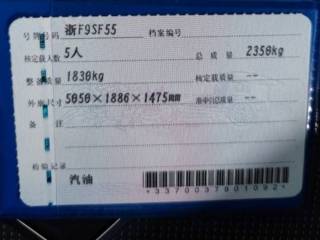 号牌号码 浙F9SF55 档案编号
核定载人数 5人 总质量 2350kg
整备质量 1830kg 核定载质量 --
外廓尺寸 5050×1886×1475mm 准牵引总质量 --
备注
检验记录
汽油
*3370037901092*